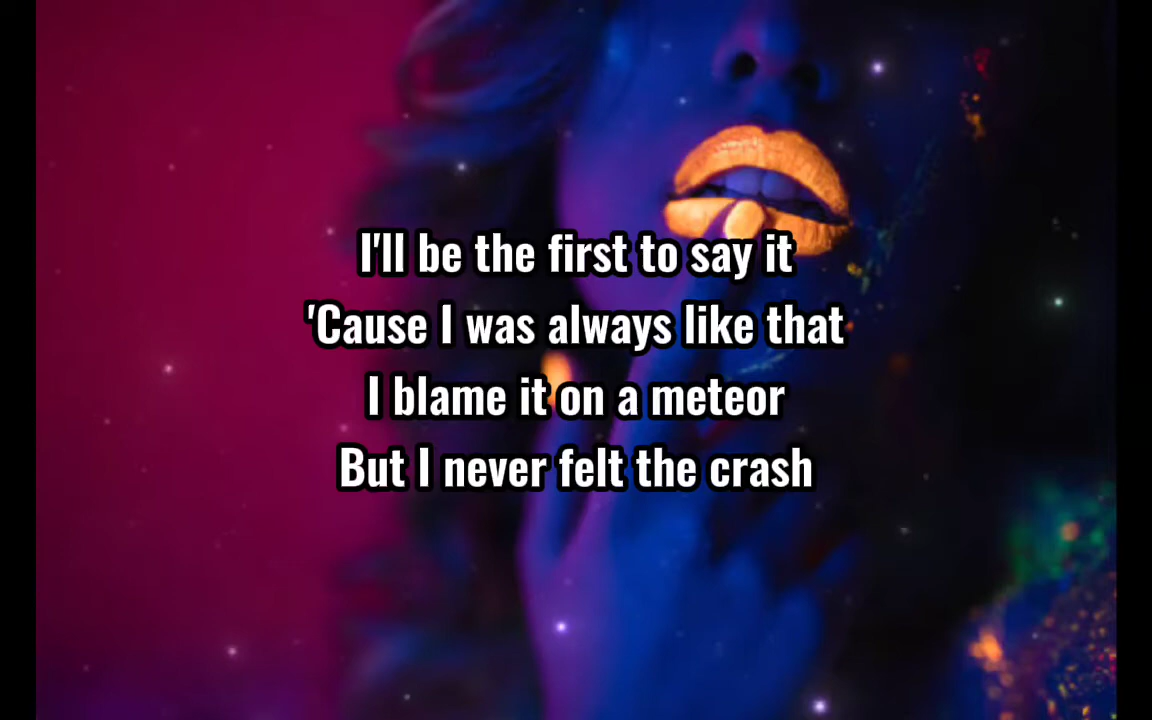 I'll be the first to say it
'Cause I was always like that
I blame it on a meteor
But I never felt the crash